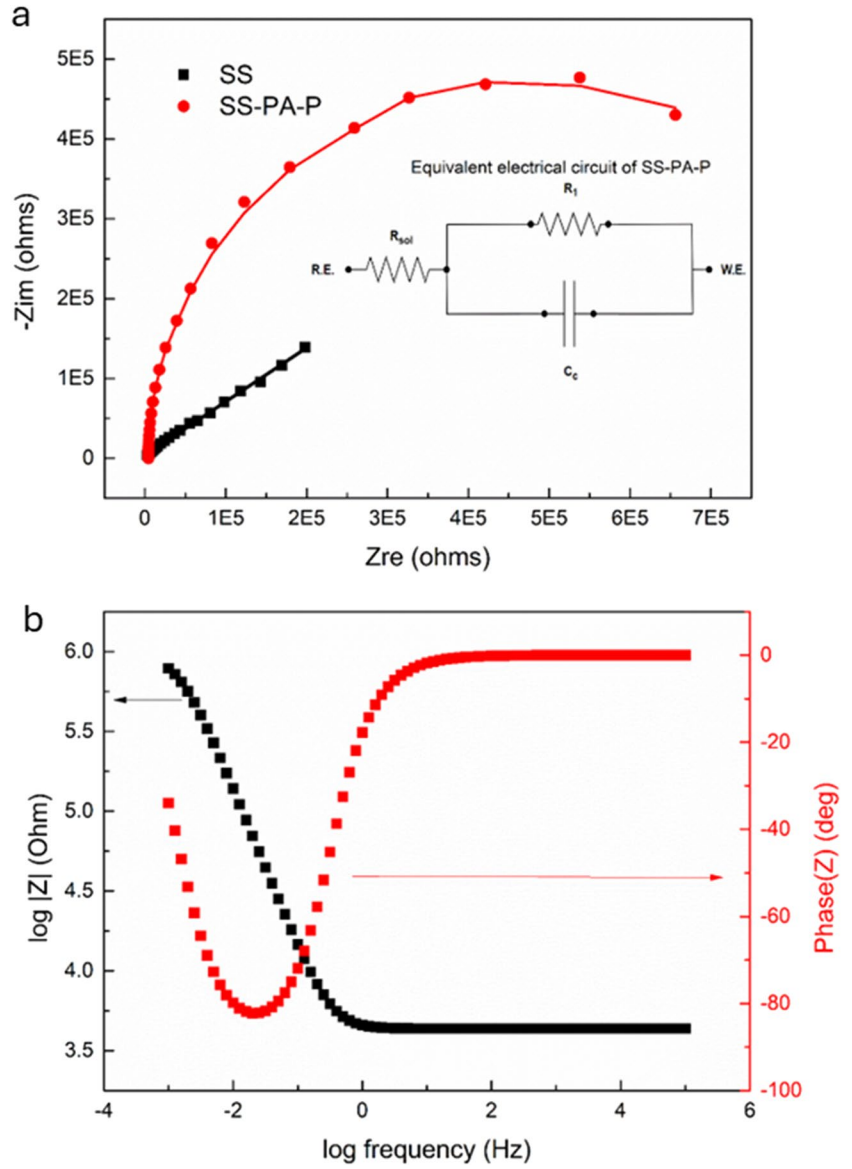 a
5E5
4E5
3E5
2E5
1E5
0
-Zim (ohms)
SS
SS-PA-P
Equivalent electrical circuit of SS-PA-P
R1
Rsol
R.E.
W.E.
Cc
0 1E5 2E5 3E5 4E5 5E5 6E5 7E5
Zre (ohms)
b
6.0
5.5
5.0
4.5
4.0
3.5
log |Z| (Ohm)
0
-20
-40
-60
-80
-100
Phase(Z) (deg)
-4 -2 0 2 4 6
log frequency (Hz)